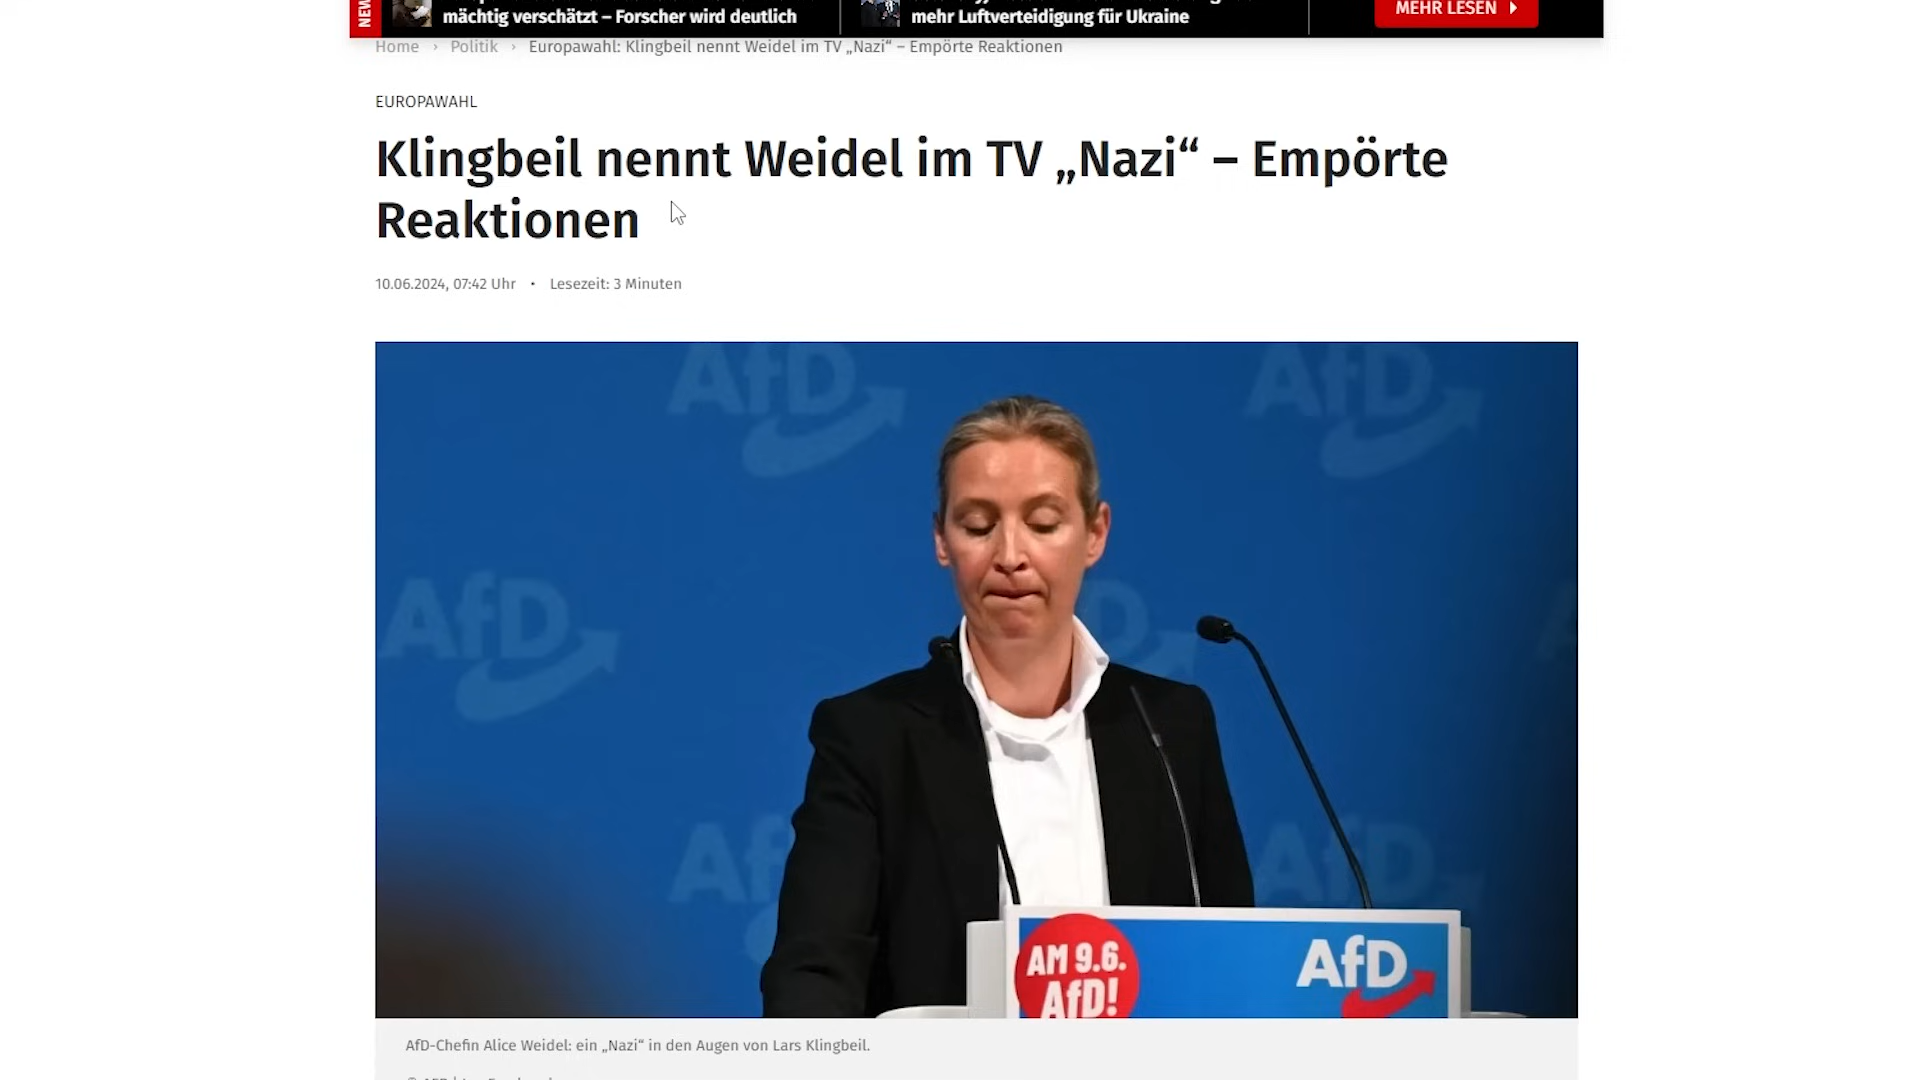 NEW
mächtig verschätzt – Forscher wird deutlich
mehr Luftverteidigung für Ukraine
MEHR LESEN
Home › Politik › Europawahl: Klingbeil nennt Weidel im TV „Nazi“ – Empörte Reaktionen
EUROPAWAHL
Klingbeil nennt Weidel im TV „Nazi“ – Empörte
Reaktionen
10.06.2024, 07:42 Uhr • Lesezeit: 3 Minuten
AfD
AfD
AfD
AfD
AM 9.6.
AfD!
AfD
AfD-Chefin Alice Weidel: ein „Nazi“ in den Augen von Lars Klingbeil.